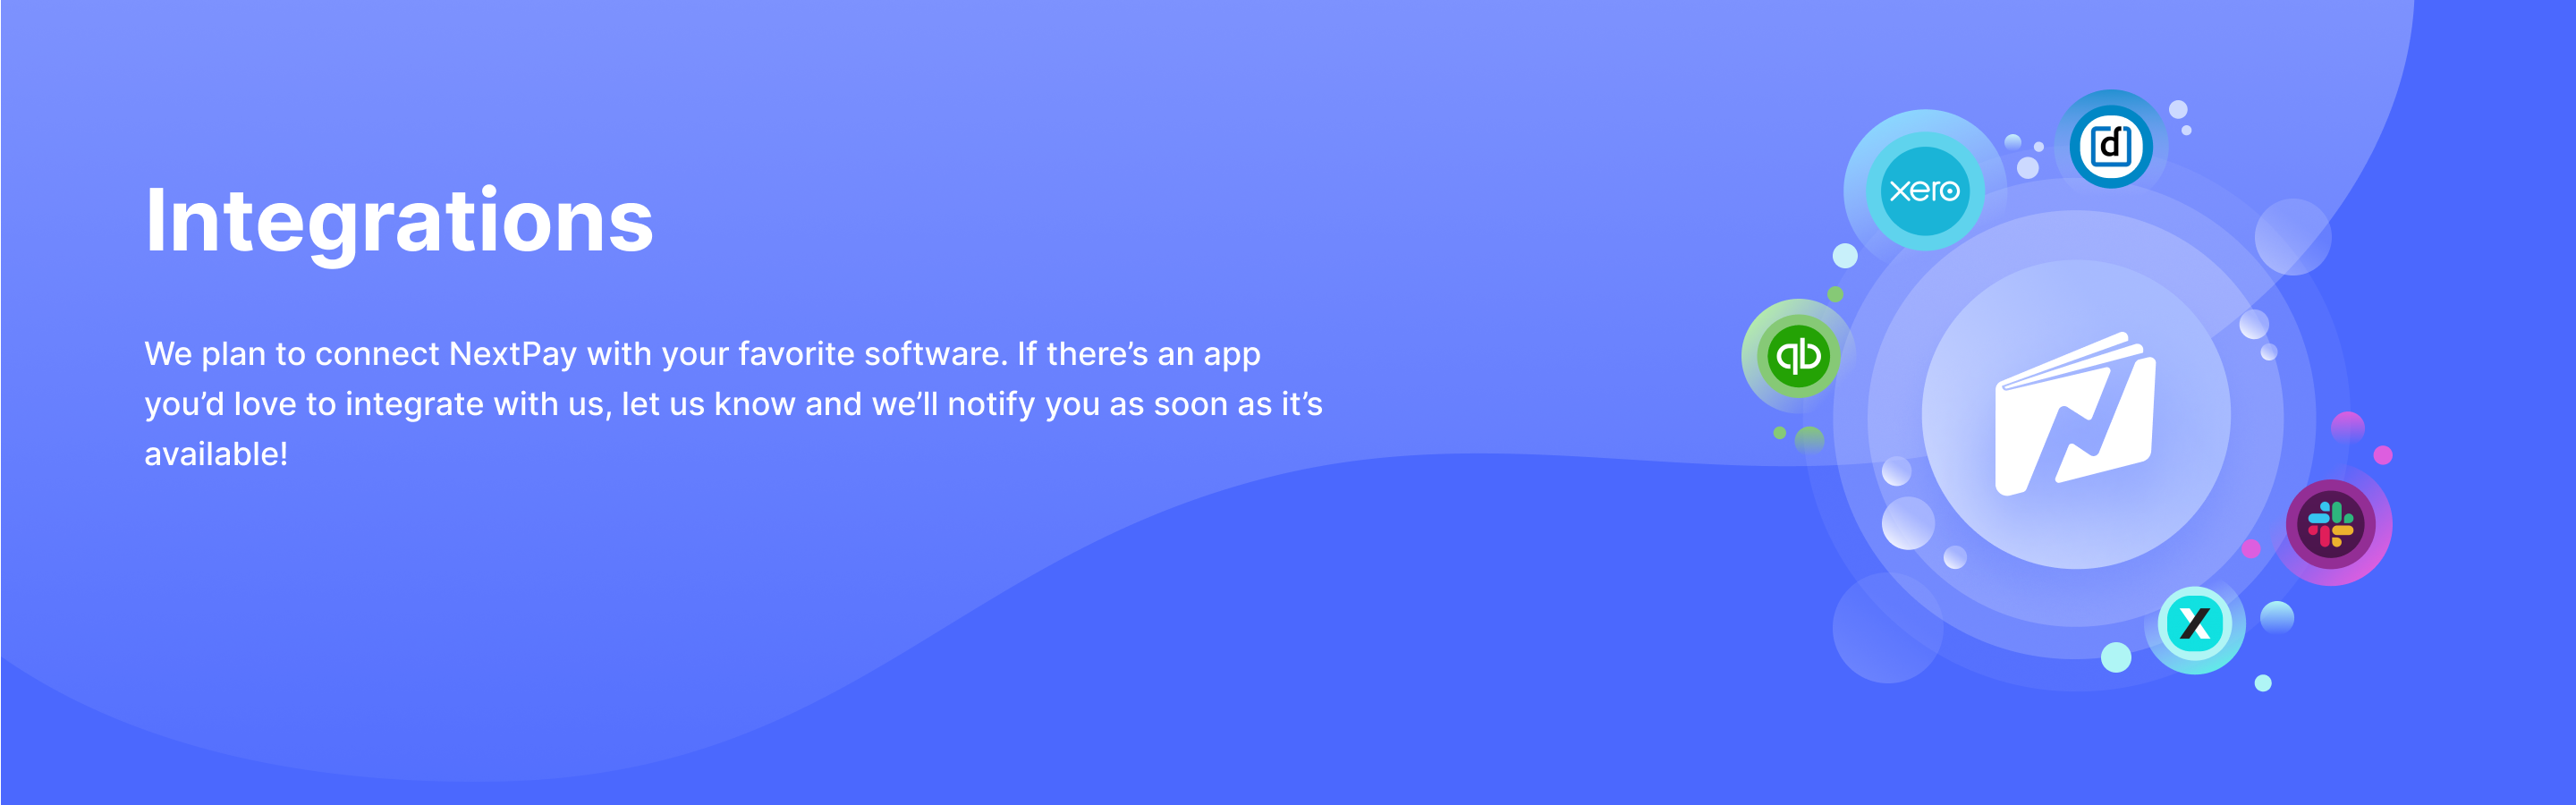 Integrations
We plan to connect NextPay with your favorite software. If there’s an app
you’d love to integrate with us, let us know and we’ll notify you as soon as it’s
available!
xero
d
qb
X